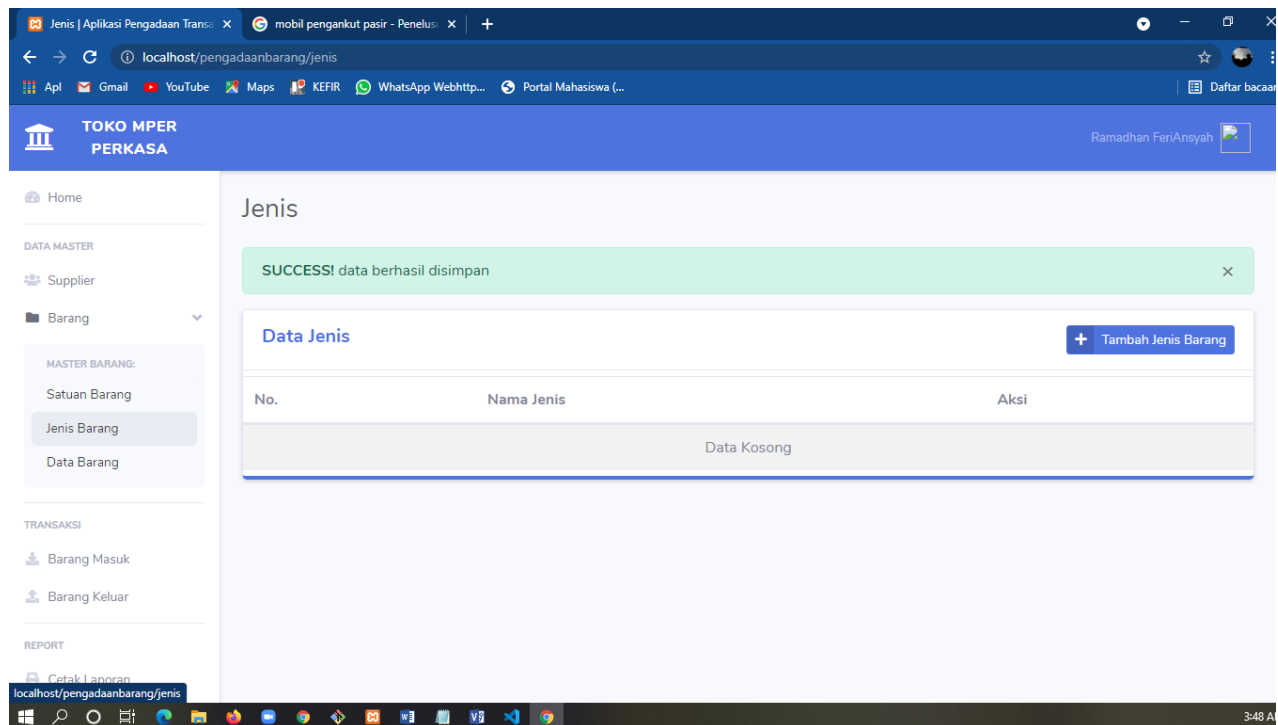 Jenis | Aplikasi Pengadaan Transa
mobil pengankut pasir - Penelus
localhost/pengadaanbarang/jenis
Apl Gmail YouTube Maps KEFIR WhatsApp Webhttp... Portal Mahasiswa (... Daftar bacaan
TOKO MPER
PERKASA
Ramadhan FeriAnsyah
Home
Jenis
DATA MASTER
SUCCESS! data berhasil disimpan
Supplier
Barang
Data Jenis
Tambah Jenis Barang
MASTER BARANG:
Satuan Barang
No. Nama Jenis Aksi
Jenis Barang
Data Kosong
Data Barang
TRANSAKSI
Barang Masuk
Barang Keluar
REPORT
Cetak Laporan
localhost/pengadaanbarang/jenis
3:48 A